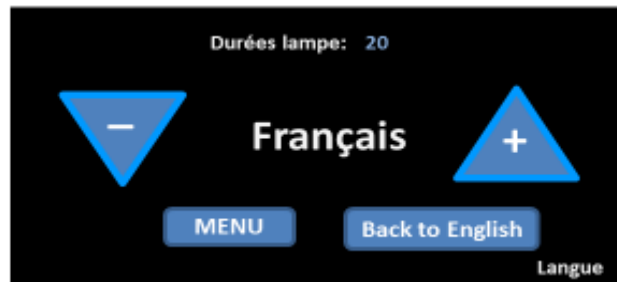 Durées lampe: 20
– Français +
MENU Back to English
Langue